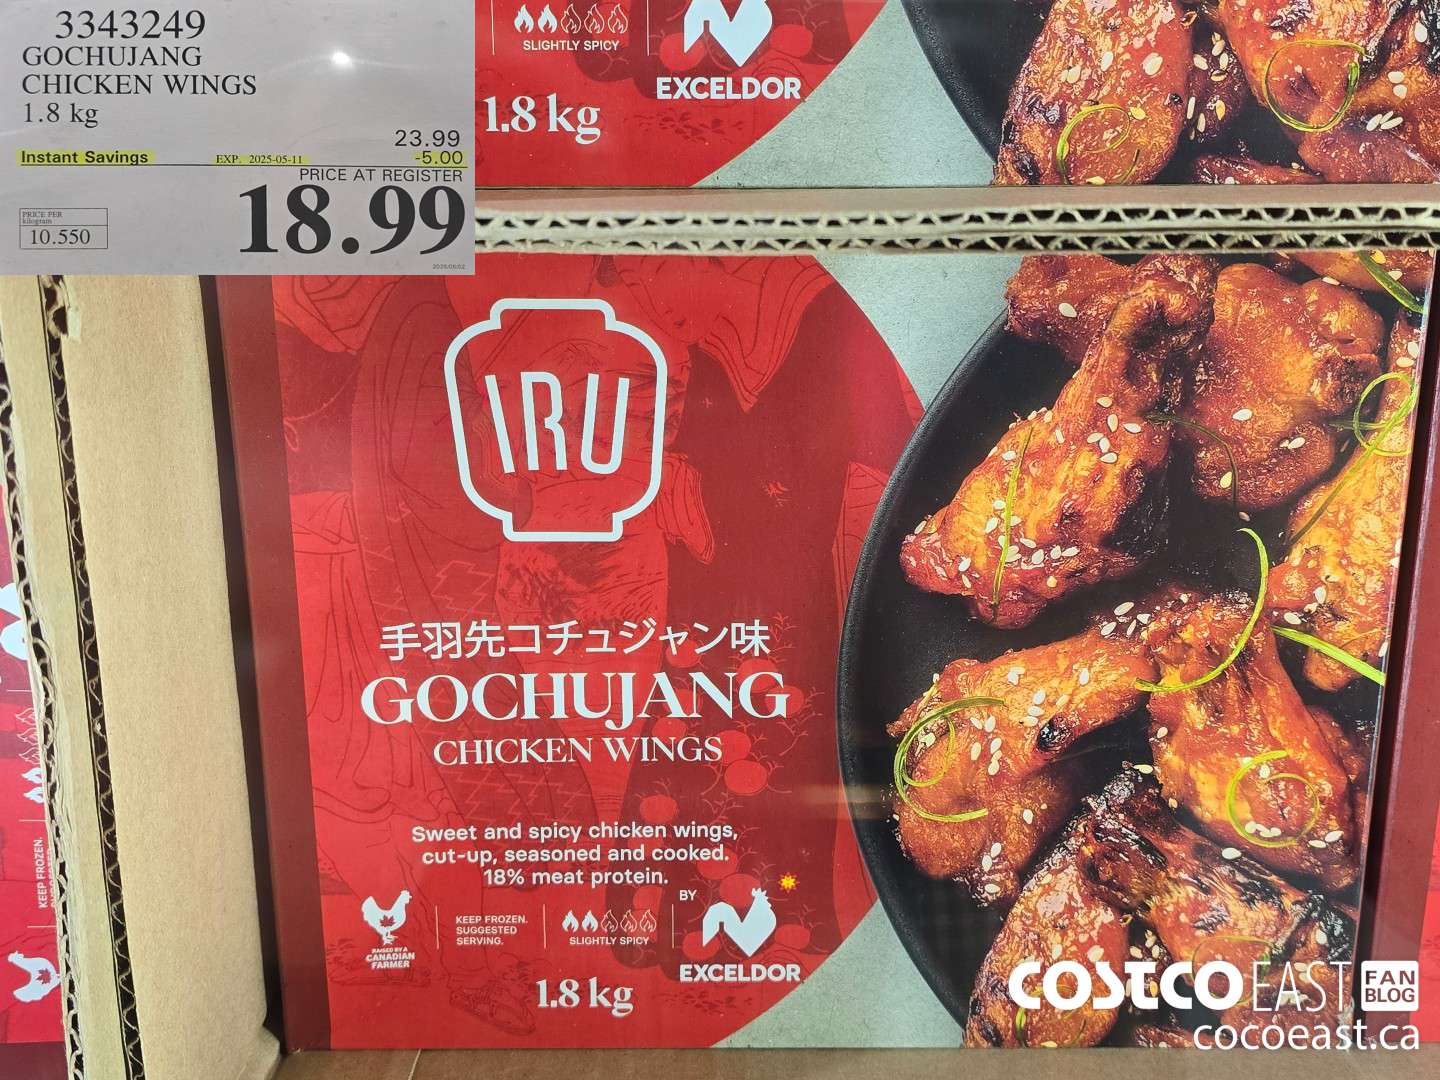 3343249
GOCHUJANG
CHICKEN WINGS
1.8 kg
23.99
Instant Savings EXP. 2025-05-11 -5.00
PRICE AT REGISTER
18.99
PRICE PER
kilogram
10.550
SLIGHTLY SPICY
EXCELDOR
1.8 kg
IRU
手羽先コチュジャン味
GOCHUJANG
CHICKEN WINGS
Sweet and spicy chicken wings,
cut-up, seasoned and cooked.
18% meat protein.
BY
EXCELDOR
RAISED BY A
CANADIAN
FARMER
KEEP FROZEN.
SUGGESTED
SERVING.
SLIGHTLY SPICY
1.8 kg
KEEP FROZEN.
COSTCO EAST FAN
BLOG
cocoeast.ca